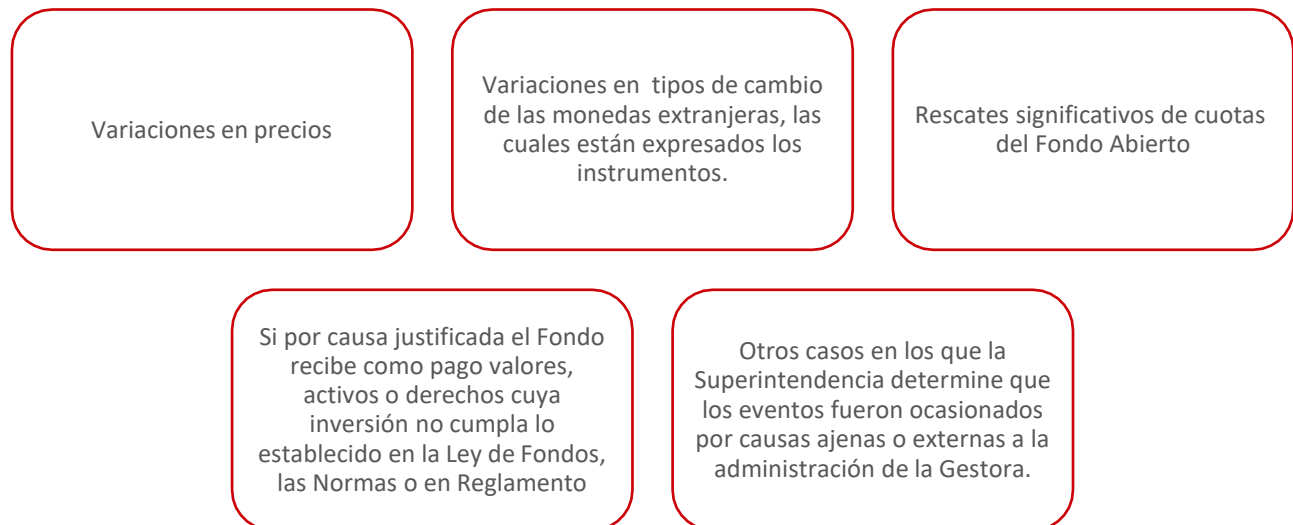 Variaciones en precios
Variaciones en tipos de cambio
de las monedas extranjeras, las
cuales están expresados los
instrumentos.
Rescates significativos de cuotas
del Fondo Abierto
Si por causa justificada el Fondo
recibe como pago valores,
activos o derechos cuya
inversión no cumpla lo
establecido en la Ley de Fondos,
las Normas o en Reglamento
Otros casos en los que la
Superintendencia determine que
los eventos fueron ocasionados
por causas ajenas o externas a la
administración de la Gestora.